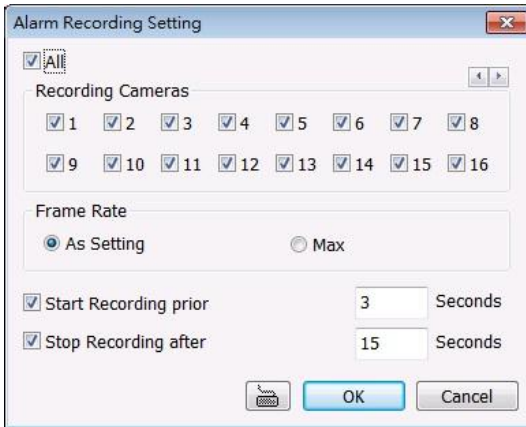 Alarm Recording Setting
All
Recording Cameras
1 2 3 4 5 6 7 8
9 10 11 12 13 14 15 16
Frame Rate
As Setting Max
Start Recording prior 3 Seconds
Stop Recording after 15 Seconds
OK Cancel